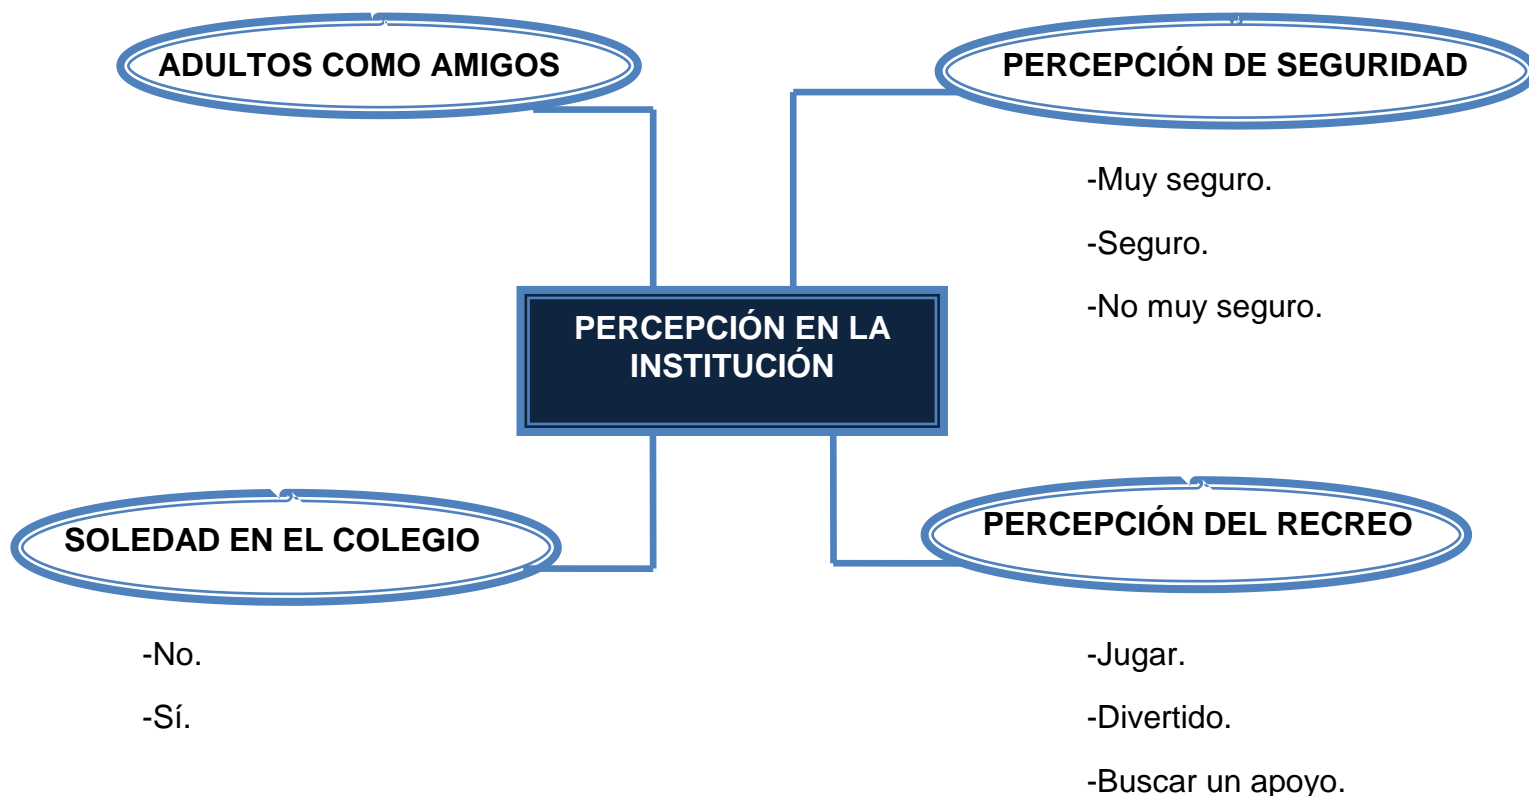 ADULTOS COMO AMIGOS
PERCEPCIÓN DE SEGURIDAD
-Muy seguro.
-Seguro.
-No muy seguro.
PERCEPCIÓN EN LA
INSTITUCIÓN
SOLEDAD EN EL COLEGIO
-No.
-Sí.
PERCEPCIÓN DEL RECREO
-Jugar.
-Divertido.
-Buscar un apoyo.